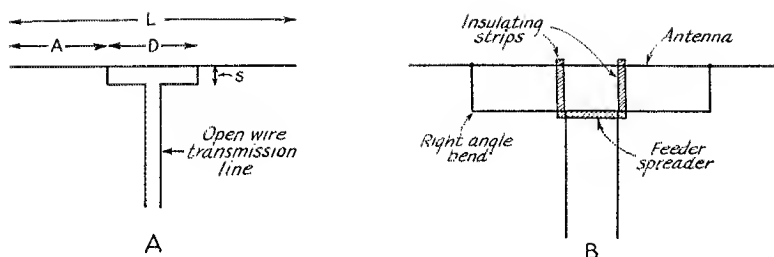 L
A
D
s
Open wire
transmission
line
A
Insulating
strips
Antenna
Right angle
bend
Feeder
spreader
B